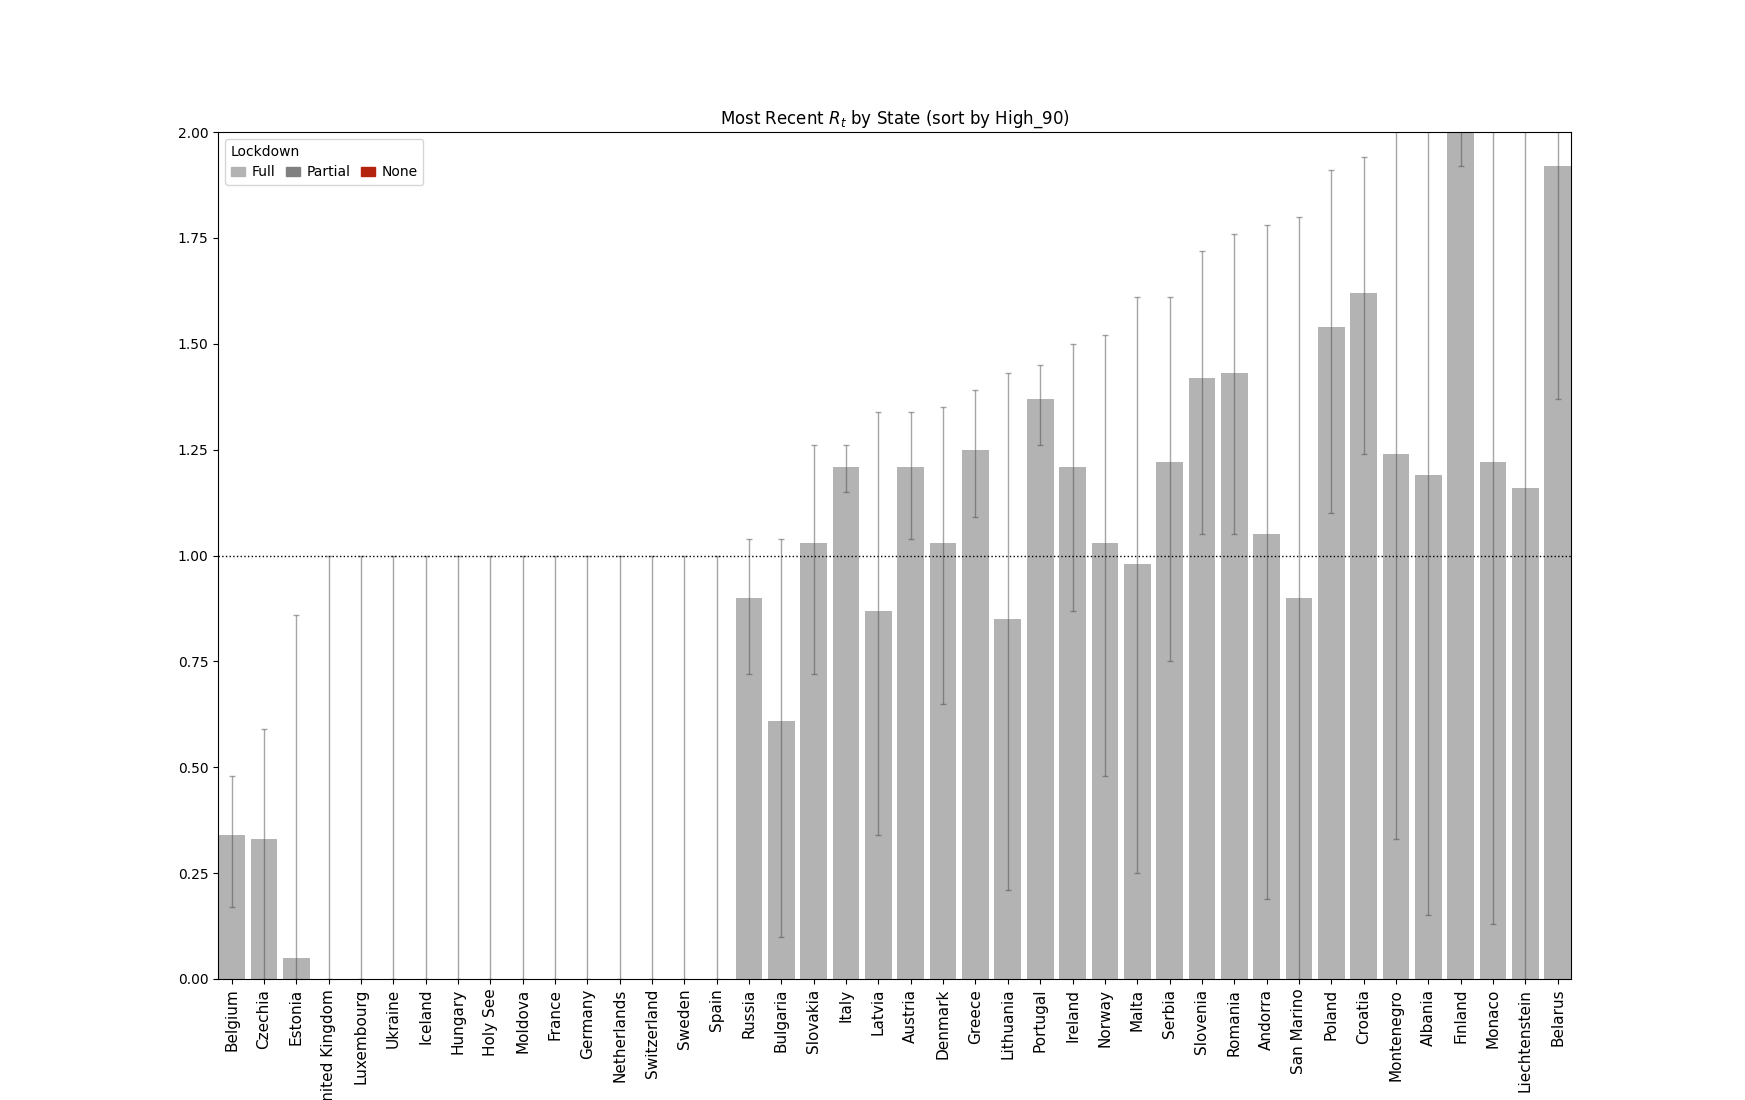 Most Recent R_t by State (sort by High_90)
Lockdown
Full Partial None
2.00
1.75
1.50
1.25
1.00
0.75
0.50
0.25
0.00
Belgium
Czechia
Estonia
nited Kingdom
Luxembourg
Ukraine
Iceland
Hungary
Holy See
Moldova
France
Germany
Netherlands
Switzerland
Sweden
Spain
Russia
Bulgaria
Slovakia
Italy
Latvia
Austria
Denmark
Greece
Lithuania
Portugal
Ireland
Norway
Malta
Serbia
Slovenia
Romania
Andorra
San Marino
Poland
Croatia
Montenegro
Albania
Finland
Monaco
Liechtenstein
Belarus